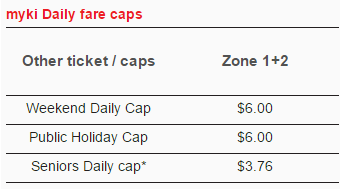 myki Daily fare caps
Other ticket / caps Zone 1+2
Weekend Daily Cap $6.00
Public Holiday Cap $6.00
Seniors Daily cap* $3.76